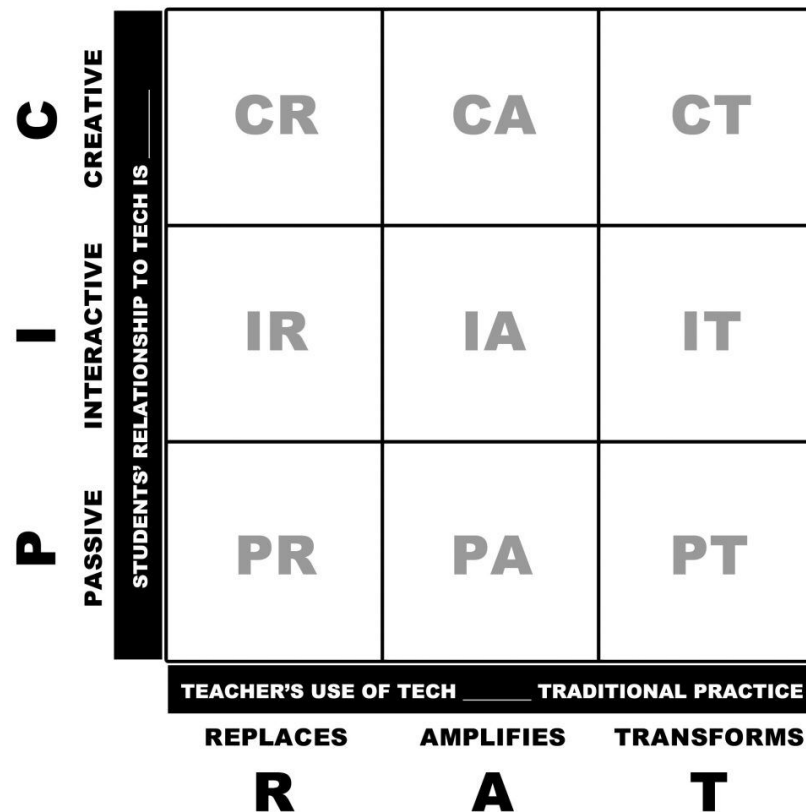 C
CREATIVE
I
INTERACTIVE
P
PASSIVE
STUDENTS' RELATIONSHIP TO TECH IS _____
CR CA CT
IR IA IT
PR PA PT
TEACHER'S USE OF TECH ______ TRADITIONAL PRACTICE
REPLACES AMPLIFIES TRANSFORMS
R A T